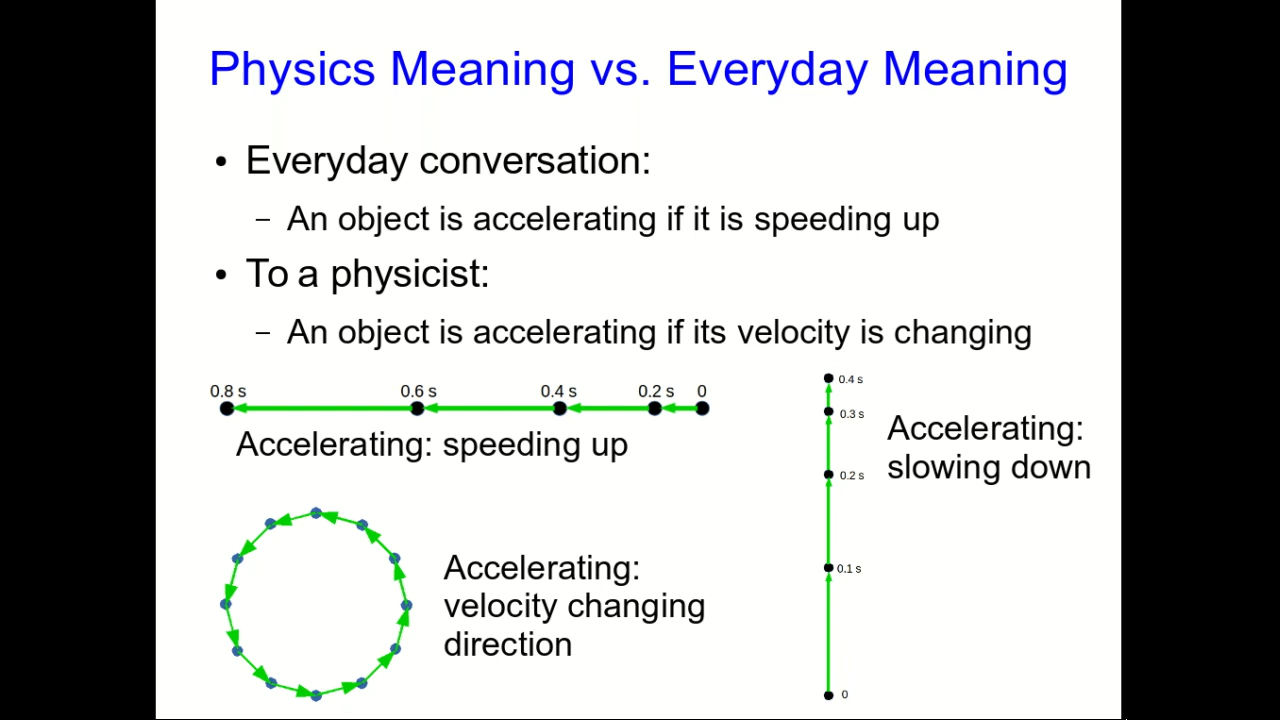 Physics Meaning vs. Everyday Meaning
• Everyday conversation:
– An object is accelerating if it is speeding up
• To a physicist:
– An object is accelerating if its velocity is changing
0.8 s 0.6 s 0.4 s 0.2 s 0
Accelerating: speeding up
0.4 s
0.3 s
0.2 s
0.1 s
0
Accelerating:
slowing down
Accelerating:
velocity changing
direction